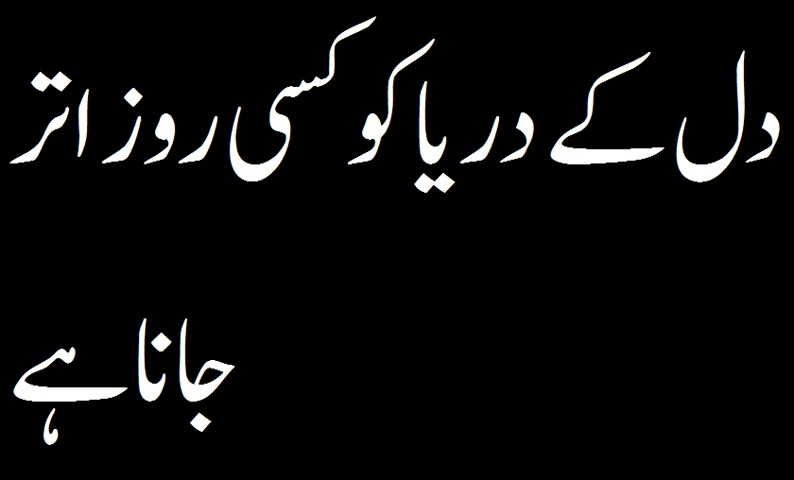 دل کے دریا کو کسی روز اتر
جانا ہے